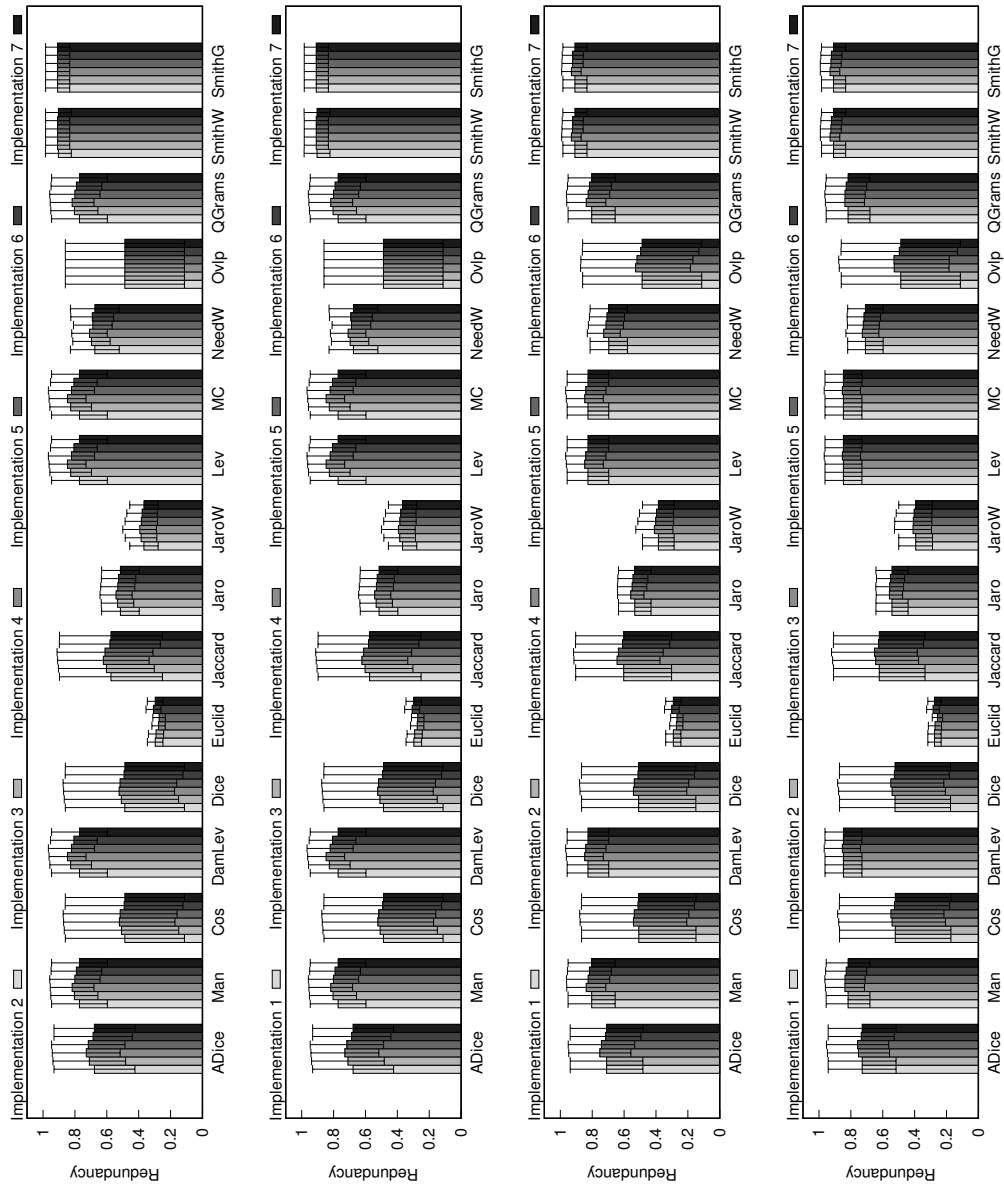 Implementation 2 Implementation 3 Implementation 4 Implementation 5 Implementation 6 Implementation 7
Redundancy
1
0.8
0.6
0.4
0.2
0
ADice Man Cos DamLev Dice Euclid Jaccard Jaro JaroW Lev MC NeedW Ovlp QGrams SmithW SmithG
Implementation 1 Implementation 3 Implementation 4 Implementation 5 Implementation 6 Implementation 7
Redundancy
1
0.8
0.6
0.4
0.2
0
ADice Man Cos DamLev Dice Euclid Jaccard Jaro JaroW Lev MC NeedW Ovlp QGrams SmithW SmithG
Implementation 1 Implementation 2 Implementation 4 Implementation 5 Implementation 6 Implementation 7
Redundancy
1
0.8
0.6
0.4
0.2
0
ADice Man Cos DamLev Dice Euclid Jaccard Jaro JaroW Lev MC NeedW Ovlp QGrams SmithW SmithG
Implementation 1 Implementation 2 Implementation 3 Implementation 5 Implementation 6 Implementation 7
Redundancy
1
0.8
0.6
0.4
0.2
0
ADice Man Cos DamLev Dice Euclid Jaccard Jaro JaroW Lev MC NeedW Ovlp QGrams SmithW SmithG